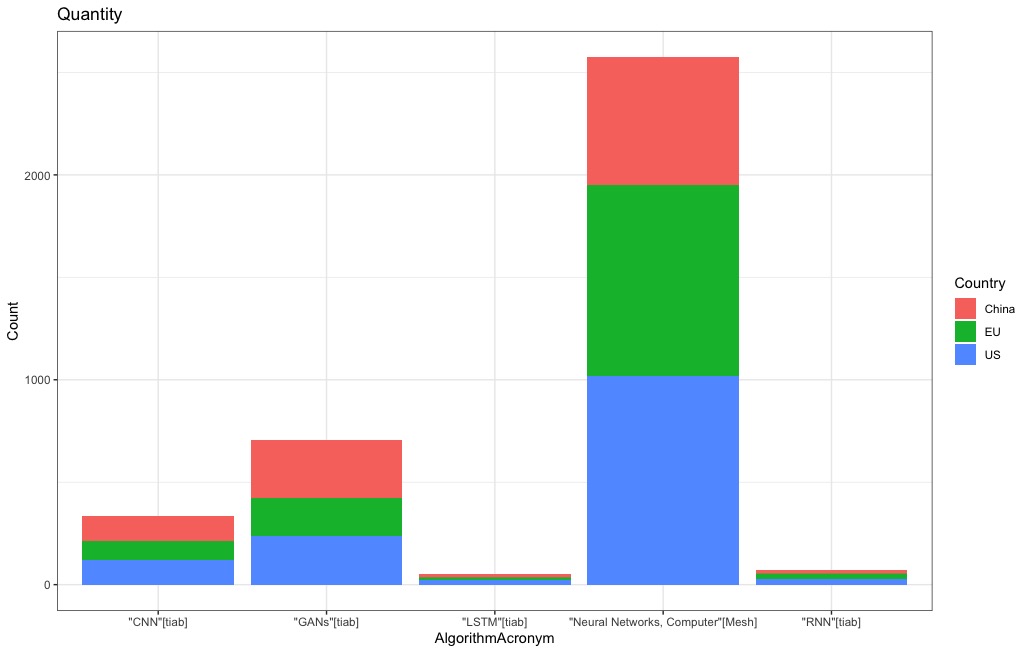 Quantity
Count
2000
1000
0
"CNN"[tiab] "GANs"[tiab] "LSTM"[tiab] "Neural Networks, Computer"[Mesh] "RNN"[tiab]
AlgorithmAcronym
Country
China
EU
US